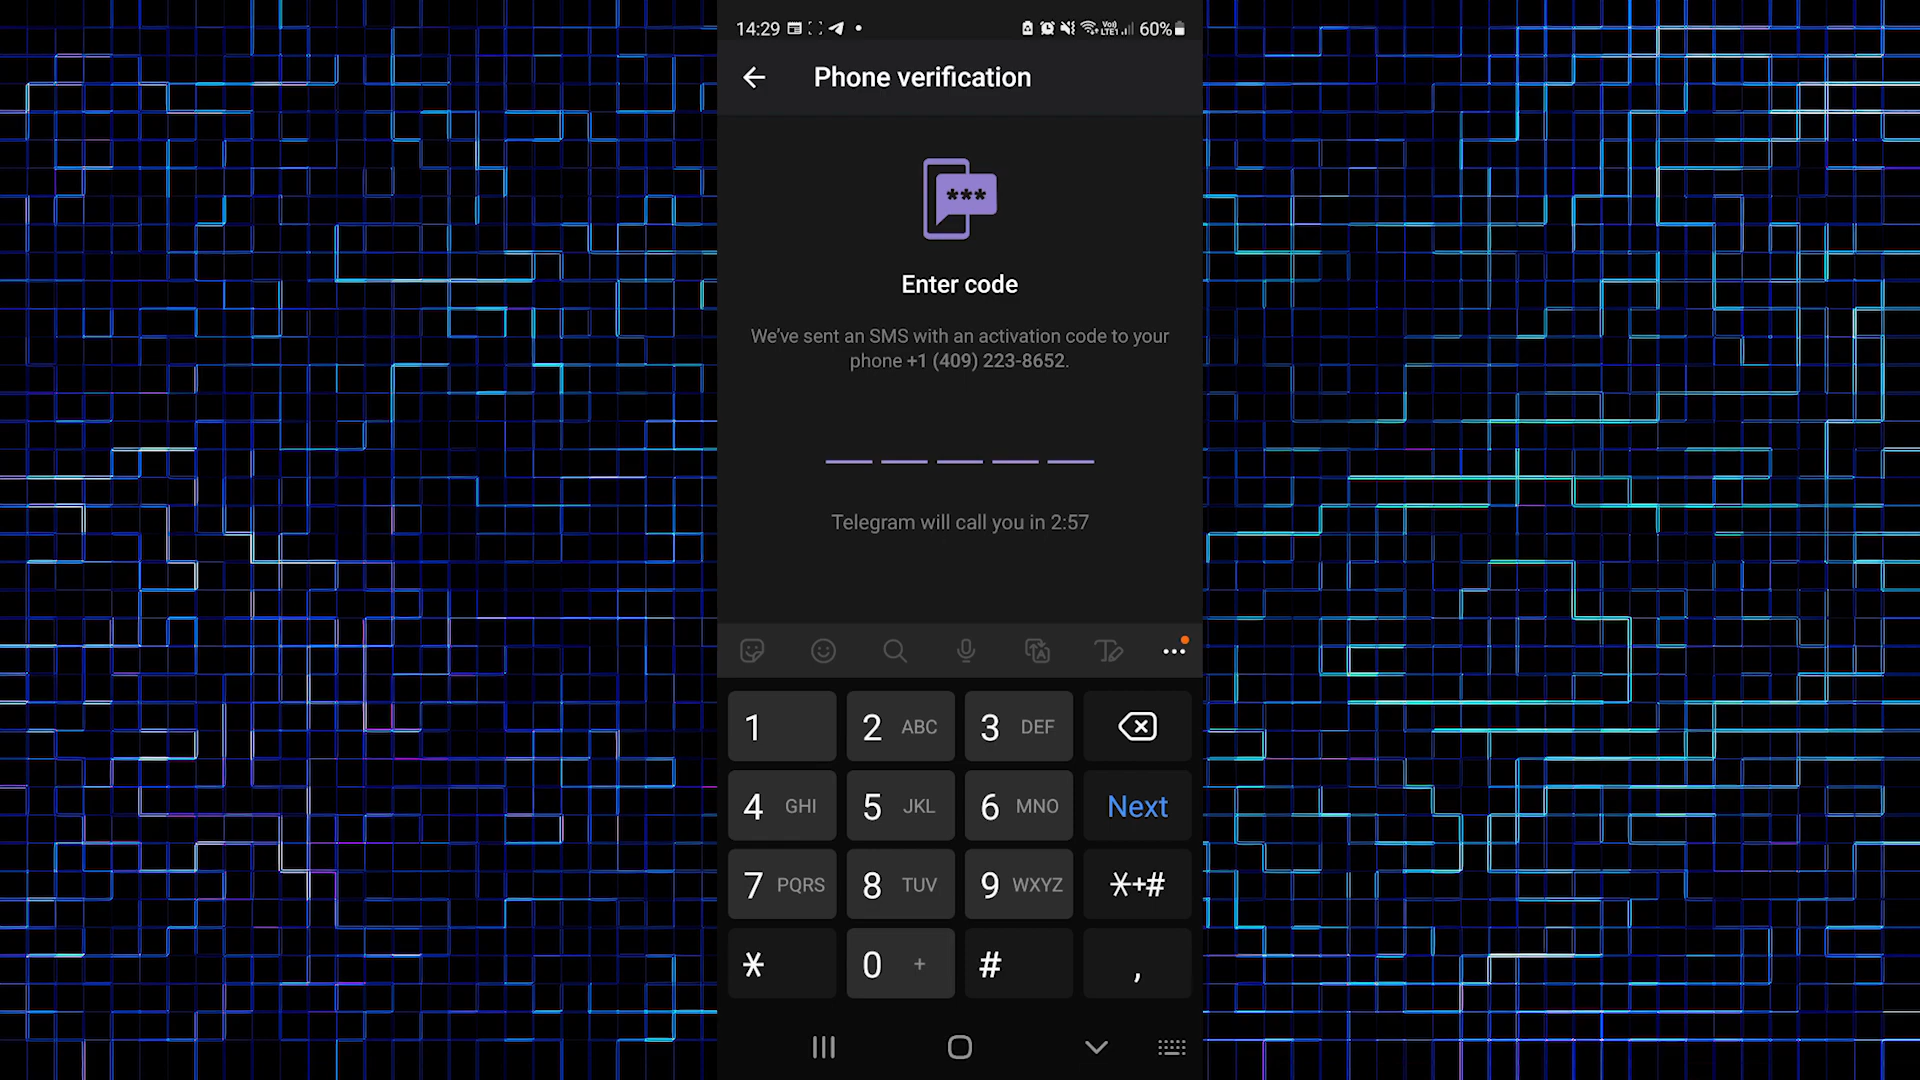 14:29 60%
Phone verification
***
Enter code
We've sent an SMS with an activation code to your
phone +1 (409) 223-8652.
Telegram will call you in 2:57
1 2 ABC 3 DEF
4 GHI 5 JKL 6 MNO Next
7 PQRS 8 TUV 9 WXYZ *+#
* 0 + # ,